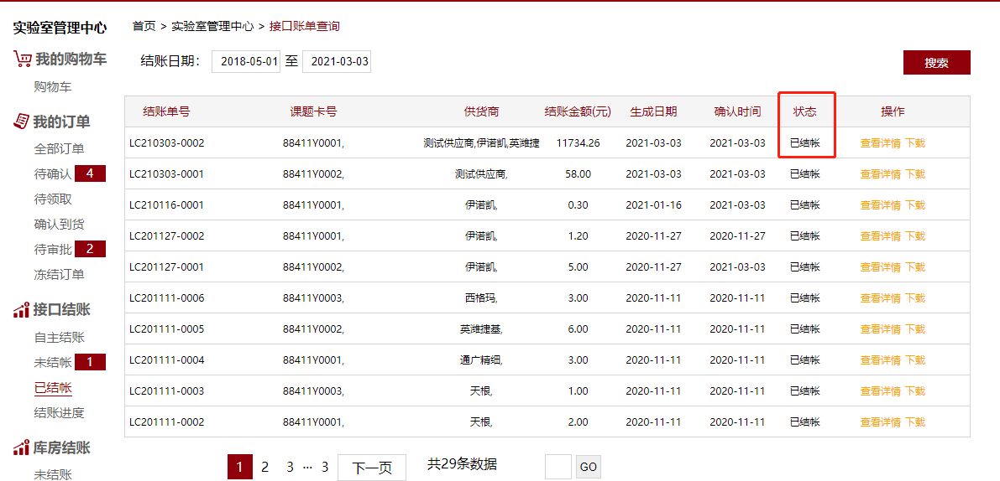 实验室管理中心
首页 > 实验室管理中心 > 接口账单查询
我的购物车
购物车
我的订单
全部订单
待确认 4
待领取
确认到货
待审批 2
冻结订单
接口结账
自主结账
未结帐 1
已结帐
结账进度
库房结账
未结账
结账日期： 2018-05-01 至 2021-03-03 搜索
结账单号 课题卡号 供货商 结账金额(元) 生成日期 确认时间 状态 操作
LC210303-0002 88411Y0001, 测试供应商,伊诺凯,英潍捷 11734.26 2021-03-03 2021-03-03 已结帐 查看详情 下载
LC210303-0001 88411Y0002, 测试供应商, 58.00 2021-03-03 2021-03-03 已结帐 查看详情 下载
LC210116-0001 88411Y0001, 伊诺凯, 0.30 2021-01-16 2021-03-03 已结帐 查看详情 下载
LC201127-0002 88411Y0001, 伊诺凯, 1.20 2020-11-27 2020-11-27 已结帐 查看详情 下载
LC201127-0001 88411Y0002, 伊诺凯, 5.00 2020-11-27 2021-03-03 已结帐 查看详情 下载
LC201111-0006 88411Y0003, 西格玛, 3.00 2020-11-11 2020-11-11 已结帐 查看详情 下载
LC201111-0005 88411Y0002, 英潍捷基, 6.00 2020-11-11 2020-11-11 已结帐 查看详情 下载
LC201111-0004 88411Y0001, 通广精细, 3.00 2020-11-11 2020-11-11 已结帐 查看详情 下载
LC201111-0003 88411Y0003, 天根, 1.00 2020-11-11 2020-11-11 已结帐 查看详情 下载
LC201111-0002 88411Y0001, 天根, 2.00 2020-11-11 2020-11-11 已结帐 查看详情 下载
1 2 3 ··· 3 下一页 共29条数据 GO